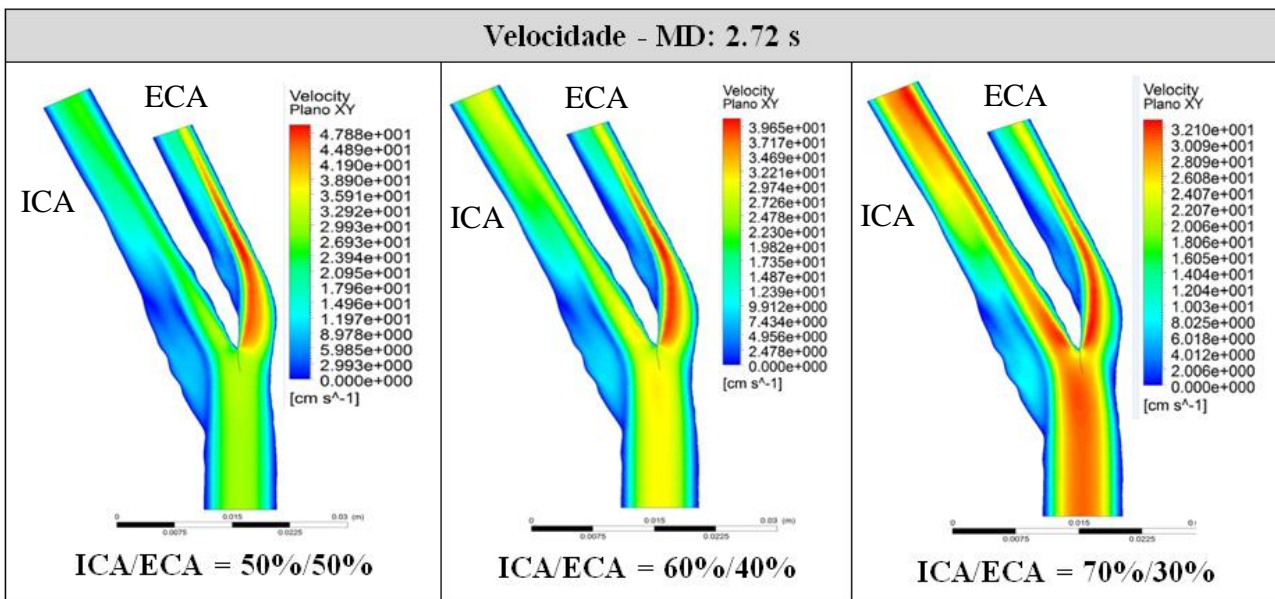 Velocidade - MD: 2.72 s
ECA
ICA
Velocity
Plano XY
4.788e+001
4.489e+001
4.190e+001
3.890e+001
3.591e+001
3.292e+001
2.993e+001
2.693e+001
2.394e+001
2.095e+001
1.796e+001
1.496e+001
1.197e+001
8.978e+000
5.985e+000
2.993e+000
0.000e+000
[cm s^-1]
0 0.015 0.03 (m)
0.0075 0.0225
ICA/ECA = 50%/50%
ECA
ICA
Velocity
Plano XY
3.965e+001
3.717e+001
3.469e+001
3.221e+001
2.974e+001
2.726e+001
2.478e+001
2.230e+001
1.982e+001
1.735e+001
1.487e+001
1.239e+001
9.912e+000
7.434e+000
4.956e+000
2.478e+000
0.000e+000
[cm s^-1]
0 0.015 0.03 (m)
0.0075 0.0225
ICA/ECA = 60%/40%
ECA
ICA
Velocity
Plano XY
3.210e+001
3.009e+001
2.809e+001
2.608e+001
2.407e+001
2.207e+001
2.006e+001
1.806e+001
1.605e+001
1.404e+001
1.204e+001
1.003e+001
8.025e+000
6.018e+000
4.012e+000
2.006e+000
0.000e+000
[cm s^-1]
0 0.015
0.0075 0.0225
ICA/ECA = 70%/30%